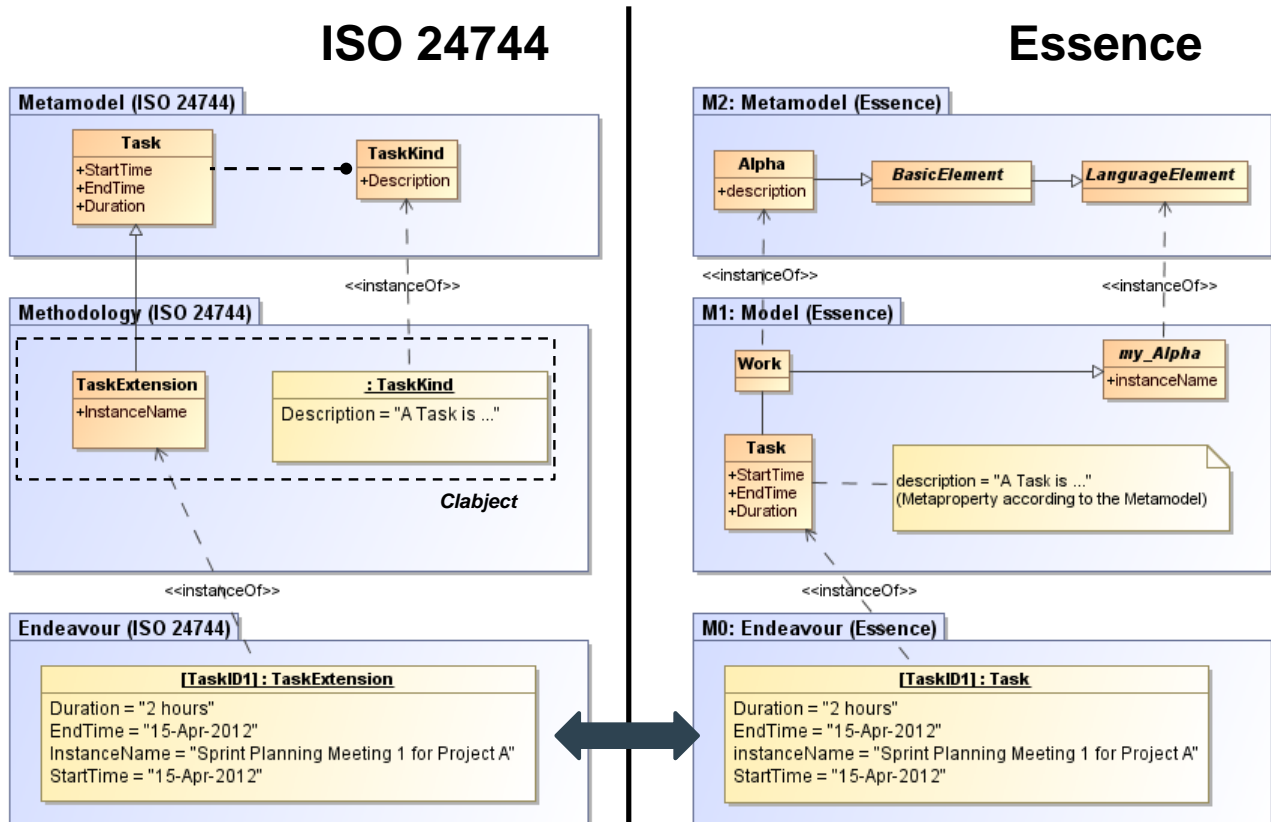 ISO 24744
Metamodel (ISO 24744)
Task
+StartTime
+EndTime
+Duration
TaskKind
+Description
<<instanceOf>>
Methodology (ISO 24744)
TaskExtension
+InstanceName
: TaskKind
Description = "A Task is ..."
Clabject
<<instanceOf>>
Endeavour (ISO 24744)
[TaskID1] : TaskExtension
Duration = "2 hours"
EndTime = "15-Apr-2012"
InstanceName = "Sprint Planning Meeting 1 for Project A"
StartTime = "15-Apr-2012"
Essence
M2: Metamodel (Essence)
Alpha
+description
BasicElement
LanguageElement
<<instanceOf>>
<<instanceOf>>
M1: Model (Essence)
Work
my_Alpha
+instanceName
Task
+StartTime
+EndTime
+Duration
description = "A Task is ..."
(Metaproperty according to the Metamodel)
<<instanceOf>>
M0: Endeavour (Essence)
[TaskID1] : Task
Duration = "2 hours"
EndTime = "15-Apr-2012"
instanceName = "Sprint Planning Meeting 1 for Project A"
StartTime = "15-Apr-2012"